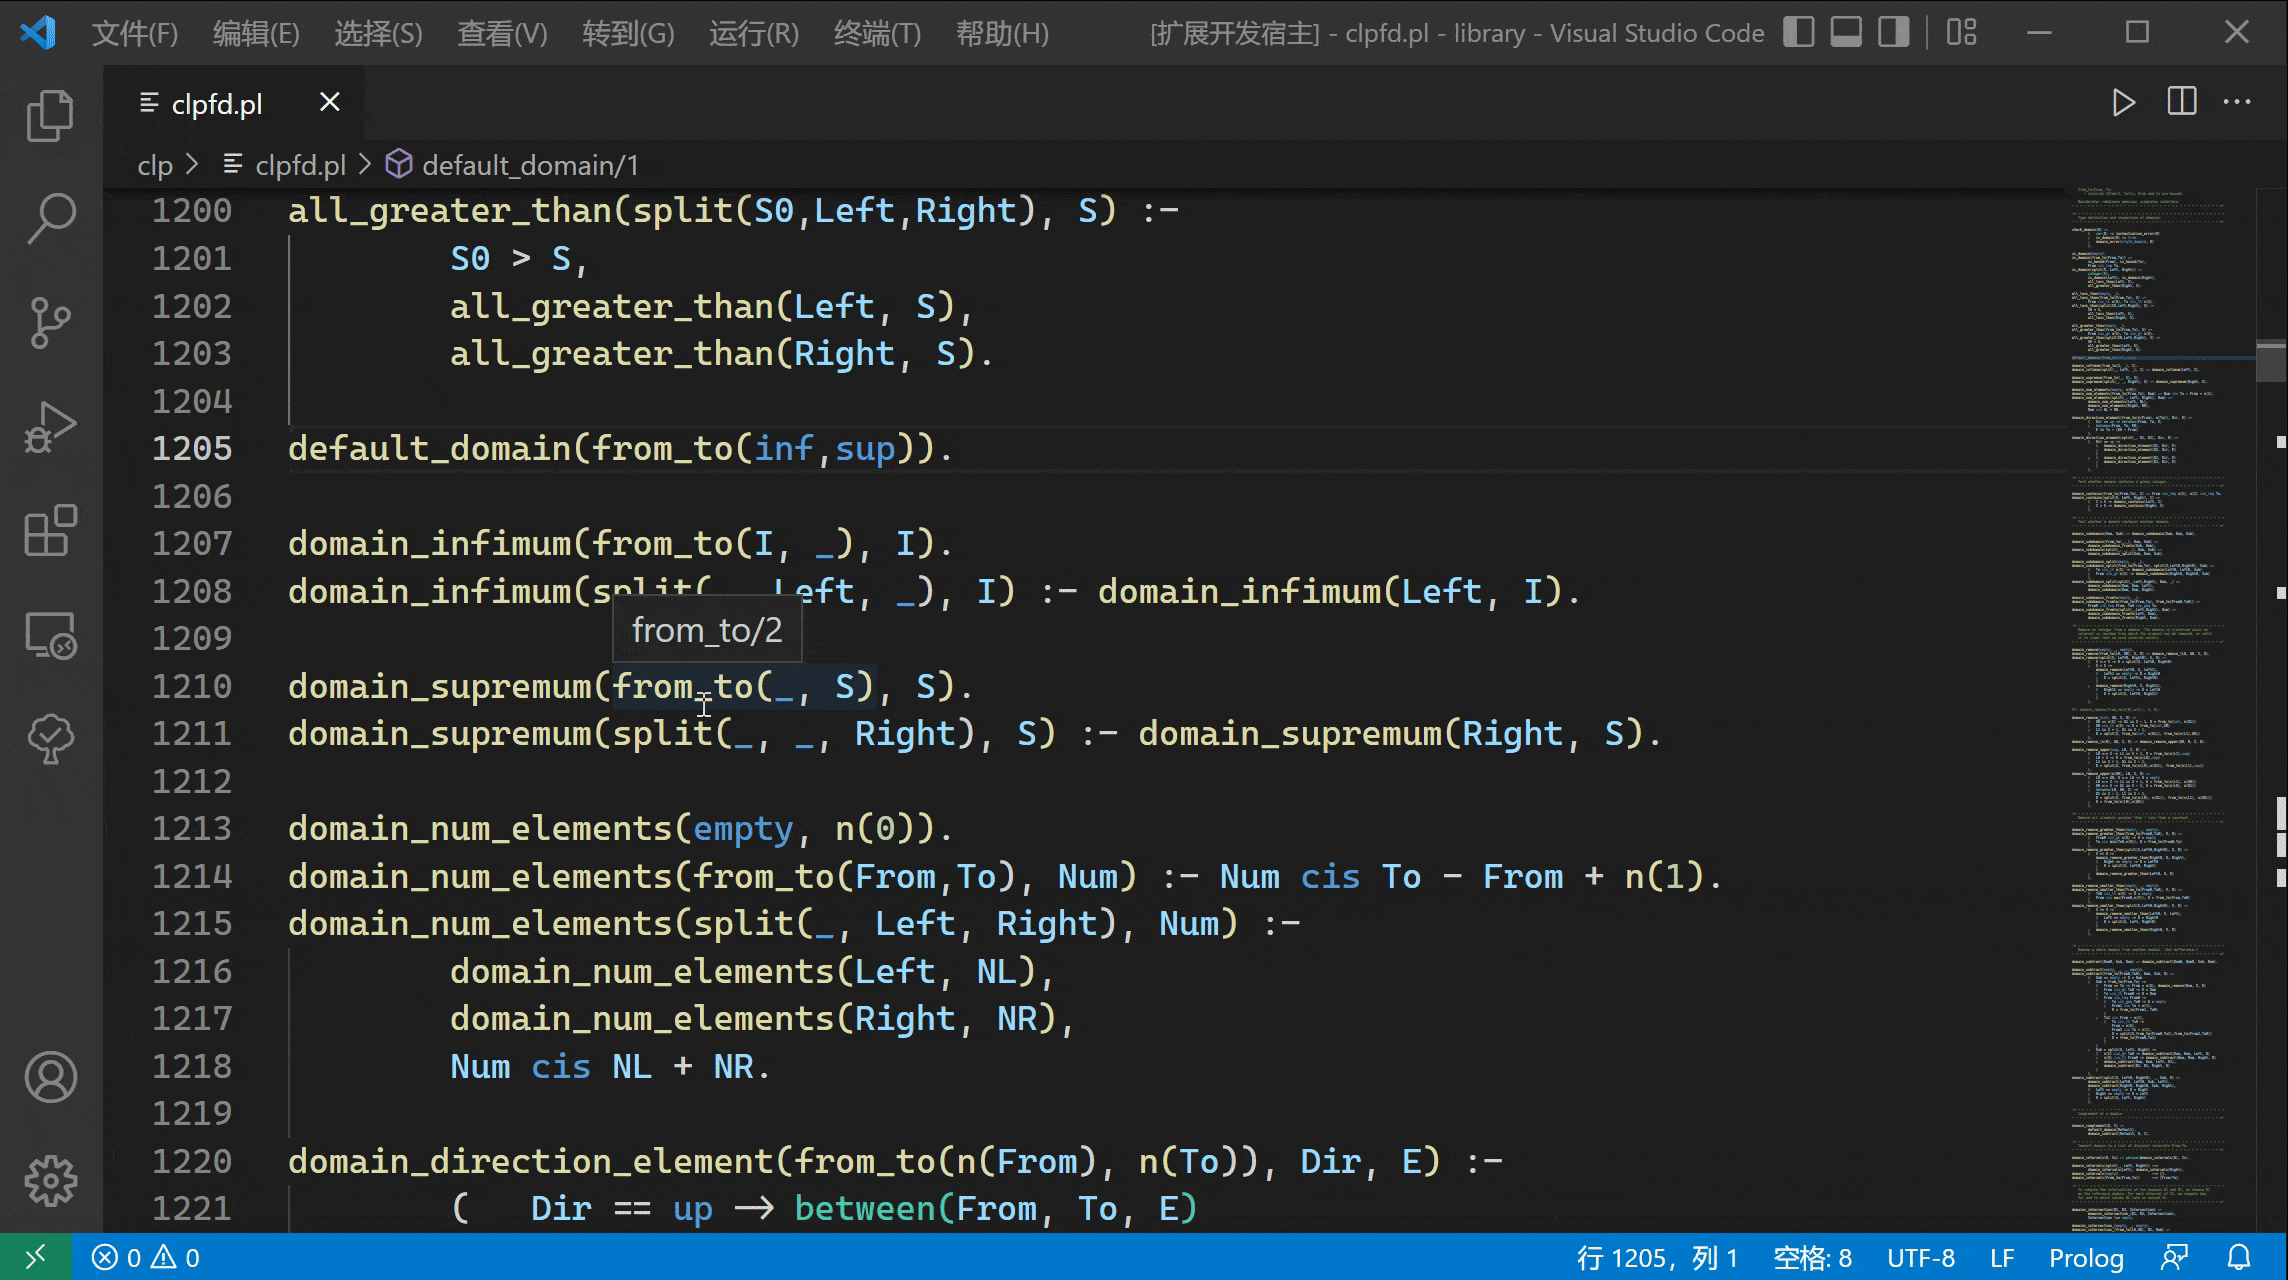 文件(F) 编辑(E) 选择(S) 查看(V) 转到(G) 运行(R) 终端(T) 帮助(H) [扩展开发宿主] - clpfd.pl - library - Visual Studio Code
clpfd.pl
clp > clpfd.pl > default_domain/1
1200 all_greater_than(split(S0,Left,Right), S) :-
1201 S0 > S,
1202 all_greater_than(Left, S),
1203 all_greater_than(Right, S).
1204
1205 default_domain(from_to(inf,sup)).
1206
1207 domain_infimum(from_to(I, _), I).
1208 domain_infimum(split(_ Left, _), I) :- domain_infimum(Left, I).
1209
from_to/2
1210 domain_supremum(from_to(_, S), S).
1211 domain_supremum(split(_, _, Right), S) :- domain_supremum(Right, S).
1212
1213 domain_num_elements(empty, n(0)).
1214 domain_num_elements(from_to(From,To), Num) :- Num cis To - From + n(1).
1215 domain_num_elements(split(_, Left, Right), Num) :-
1216 domain_num_elements(Left, NL),
1217 domain_num_elements(Right, NR),
1218 Num cis NL + NR.
1219
1220 domain_direction_element(from_to(n(From), n(To)), Dir, E) :-
1221 ( Dir == up -> between(From, To, E)
0 0 行 1205，列 1 空格: 8 UTF-8 LF Prolog